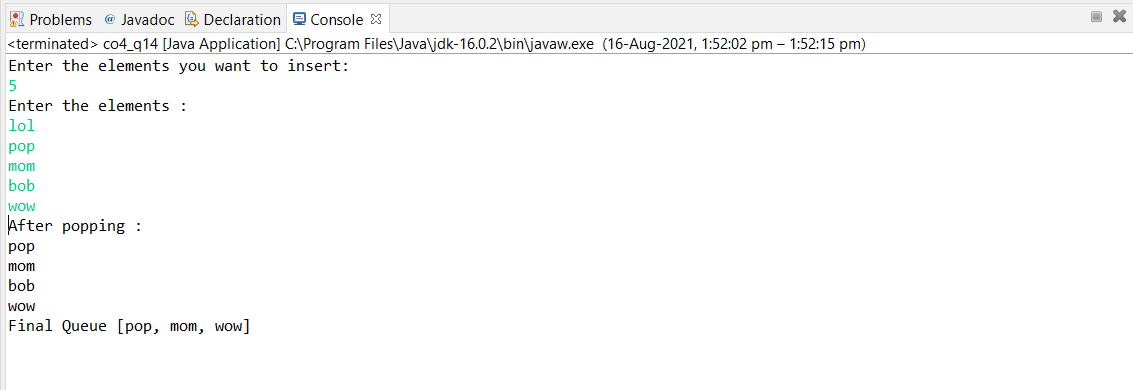 Problems @ Javadoc Declaration Console
<terminated> co4_q14 [Java Application] C:\Program Files\Java\jdk-16.0.2\bin\javaw.exe (16-Aug-2021, 1:52:02 pm – 1:52:15 pm)
Enter the elements you want to insert:
5
Enter the elements :
lol
pop
mom
bob
wow
After popping :
pop
mom
bob
wow
Final Queue [pop, mom, wow]